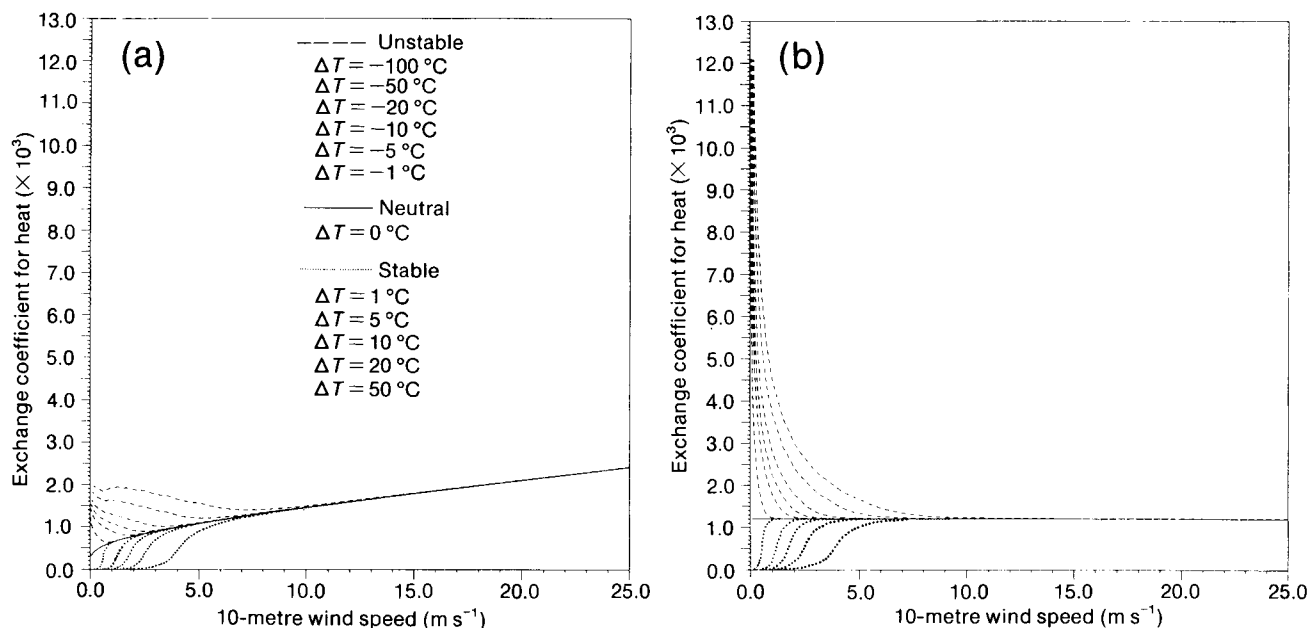 (a)
Exchange coefficient for heat (× 10³)
13.0
12.0
11.0
10.0
9.0
8.0
7.0
6.0
5.0
4.0
3.0
2.0
1.0
0.0
Unstable
ΔT = −100 °C
ΔT = −50 °C
ΔT = −20 °C
ΔT = −10 °C
ΔT = −5 °C
ΔT = −1 °C
Neutral
ΔT = 0 °C
Stable
ΔT = 1 °C
ΔT = 5 °C
ΔT = 10 °C
ΔT = 20 °C
ΔT = 50 °C
0.0 5.0 10.0 15.0 20.0 25.0
10-metre wind speed (m s⁻¹)
(b)
Exchange coefficient for heat (× 10³)
13.0
12.0
11.0
10.0
9.0
8.0
7.0
6.0
5.0
4.0
3.0
2.0
1.0
0.0
0.0 5.0 10.0 15.0 20.0 25.0
10-metre wind speed (m s⁻¹)